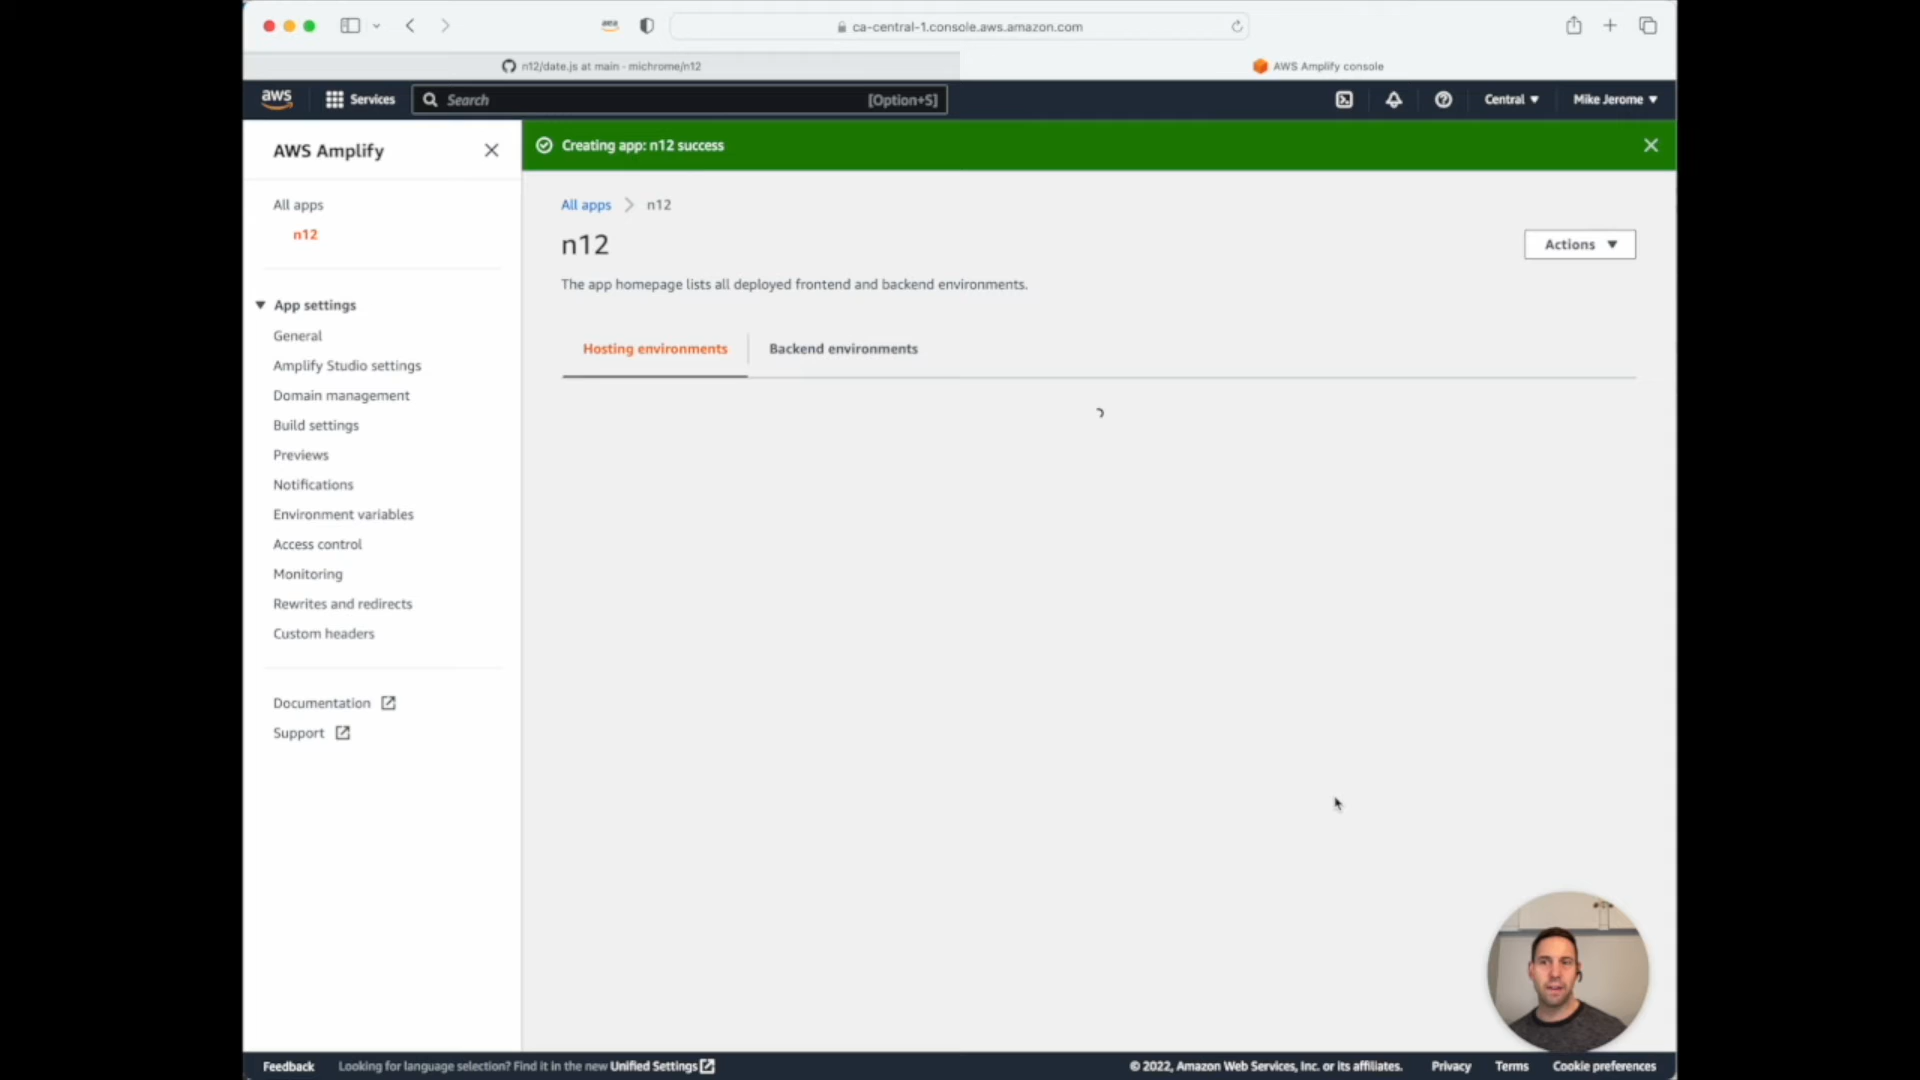 ca-central-1.console.aws.amazon.com
n12/date.js at main · michrome/n12
AWS Amplify console
aws
Services
Search
[Option+S]
Central
Mike Jerome
AWS Amplify
Creating app: n12 success
All apps
n12
App settings
General
Amplify Studio settings
Domain management
Build settings
Previews
Notifications
Environment variables
Access control
Monitoring
Rewrites and redirects
Custom headers
Documentation
Support
All apps n12
n12
Actions
The app homepage lists all deployed frontend and backend environments.
Hosting environments
Backend environments
Feedback
Looking for language selection? Find it in the new Unified Settings
© 2022, Amazon Web Services, Inc. or its affiliates.
Privacy
Terms
Cookie preferences